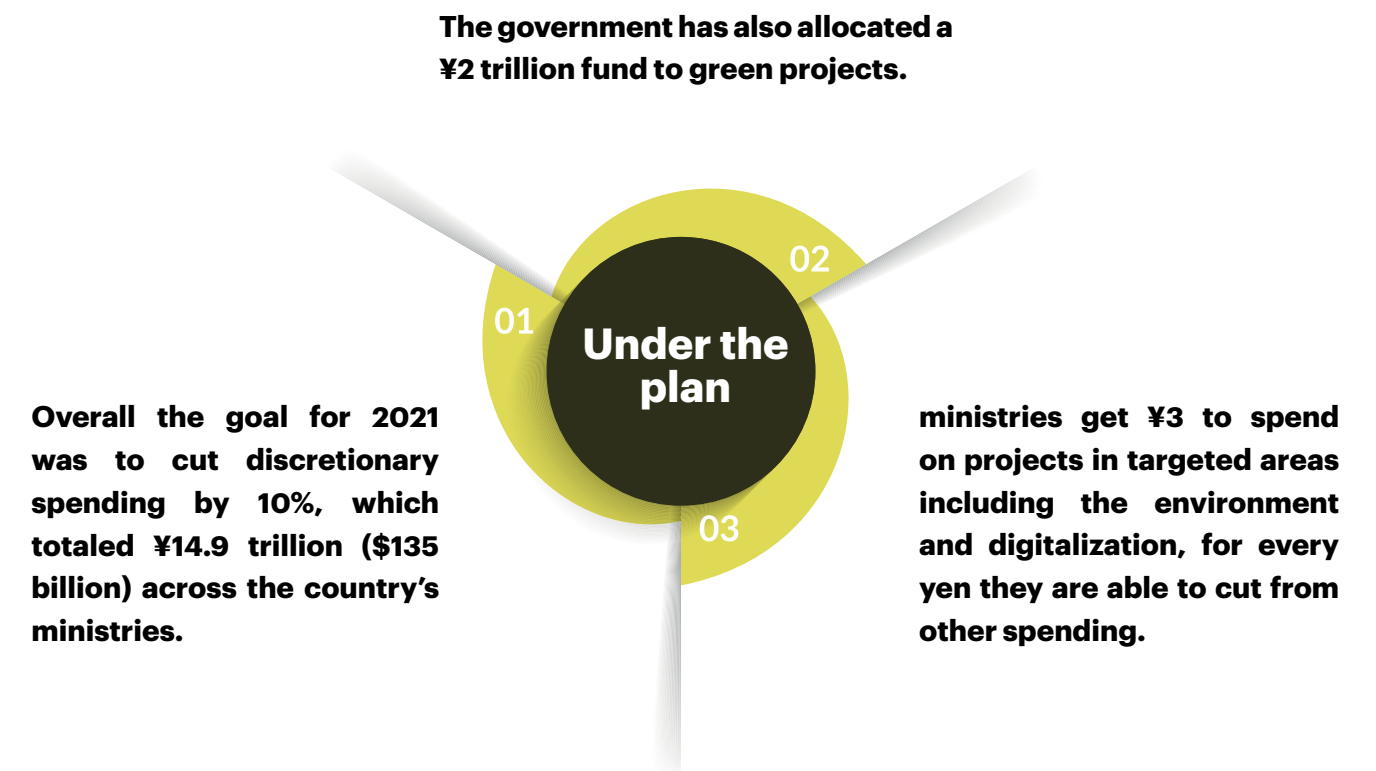 The government has also allocated a
¥2 trillion fund to green projects.
01
02
Under the
plan
03
Overall the goal for 2021
was to cut discretionary
spending by 10%, which
totaled ¥14.9 trillion ($135
billion) across the country’s
ministries.
ministries get ¥3 to spend
on projects in targeted areas
including the environment
and digitalization, for every
yen they are able to cut from
other spending.